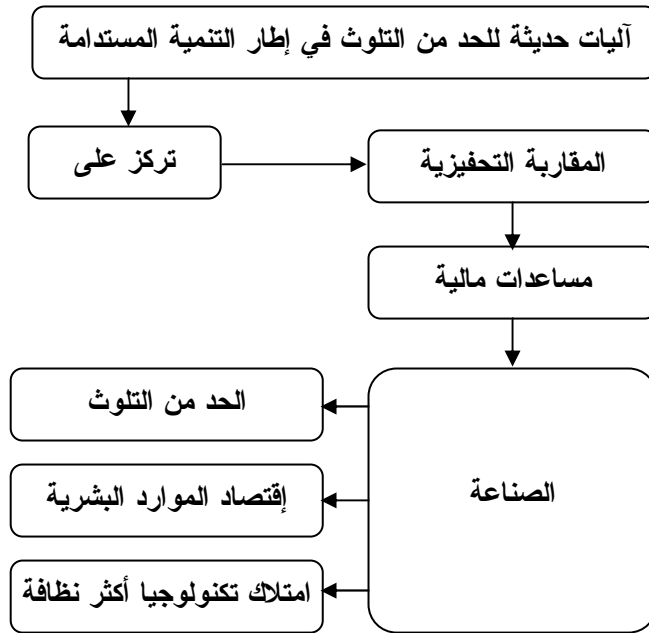 آليات حديثة للحد من التلوث في إطار التنمية المستدامة
تركز على
المقاربة التحفيزية
مساعدات مالية
الصناعة
الحد من التلوث
إقتصاد الموارد البشرية
امتلاك تكنولوجيا أكثر نظافة